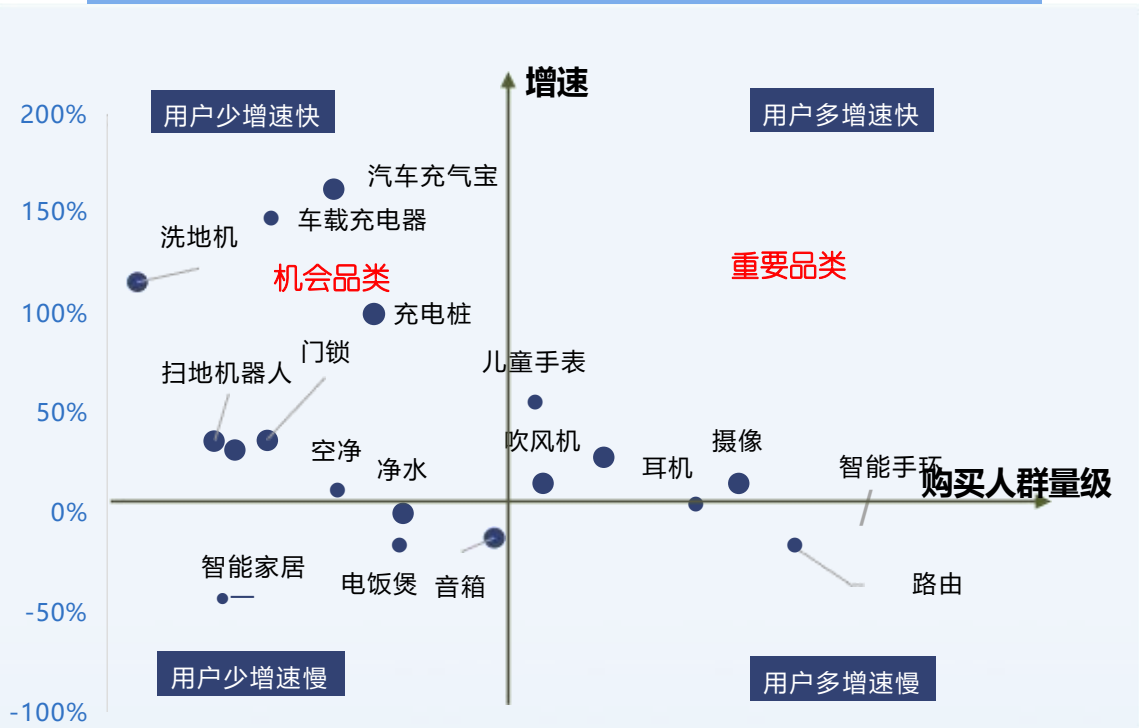 增速
用户少增速快
用户多增速快
200%
汽车充气宝
150%
车载充电器
洗地机
机会品类
重要品类
100%
充电桩
门锁
儿童手表
扫地机器人
50%
吹风机
摄像
空净
净水
耳机
智能手环
购买人群量级
0%
智能家居
电饭煲
音箱
路由
-50%
用户少增速慢
用户多增速慢
-100%